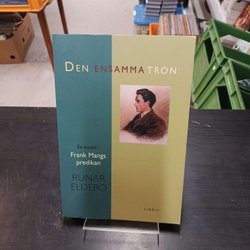 DEN ENSAMMA TRON
En studie i
Frank Mangs
predikan
RUNAR
ELDEBO
LIBRIS